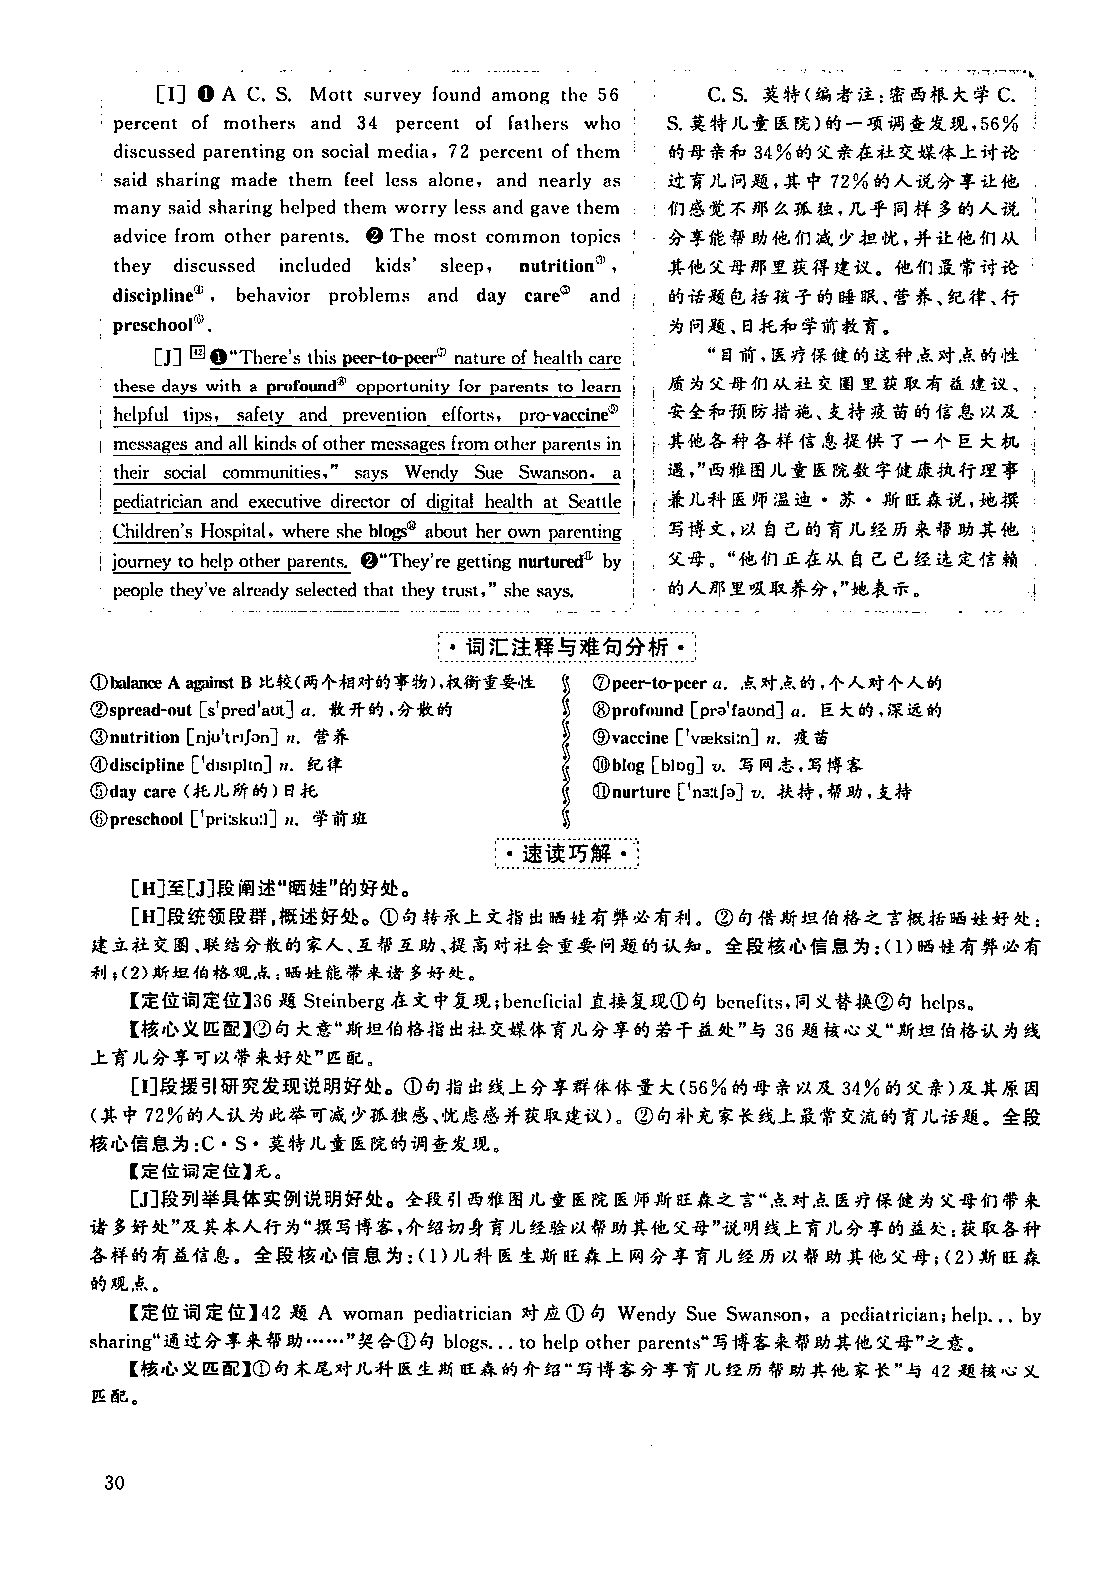 [I] ❶ A C. S. Mott survey found among the 56
percent of mothers and 34 percent of fathers who
discussed parenting on social media, 72 percent of them
said sharing made them feel less alone, and nearly as
many said sharing helped them worry less and gave them
advice from other parents. ❷ The most common topics
they discussed included kids' sleep, nutrition③,
discipline④, behavior problems and day care⑤ and
preschool⑥.
[J] 42 ❶“There's this peer-to-peer⑦ nature of health care
these days with a profound⑧ opportunity for parents to learn
helpful tips, safety and prevention efforts, pro-vaccine⑨
messages and all kinds of other messages from other parents in
their social communities,” says Wendy Sue Swanson, a
pediatrician and executive director of digital health at Seattle
Children's Hospital, where she blogs⑩ about her own parenting
journey to help other parents. ❷“They're getting nurtured⑪ by
people they've already selected that they trust,” she says.
C. S. 英特(编者注:密西根大学 C.
S. 莫特儿童医院)的一项调查发现,56%
的母亲和 34%的父亲在社交媒体上讨论
过育儿问题,其中 72%的人说分享让他
们感觉不那么孤独,几乎同样多的人说
分享能帮助他们减少担忧,并让他们从
其他父母那里获得建议。他们最常讨论
的话题包括孩子的睡眠、营养、纪律、行
为问题、日托和学前教育。
“目前,医疗保健的这种点对点的性
质为父母们从社交圈里获取有益建议、
安全和预防措施、支持疫苗的信息以及
其他各种各样信息提供了一个巨大机
遇,”西雅图儿童医院数字健康执行理事
兼儿科医师温迪·苏·斯旺森说,她撰
写博文,以自己的育儿经历来帮助其他
父母。“他们正在从自己已经选定信赖
的人那里吸取养分,”她表示。
·词汇注释与难句分析·
①balance A against B 比较(两个相对的事物),权衡重要性
②spread-out [s'pred'aʊt] a. 散开的,分散的
③nutrition [njuˈtrɪʃən] n. 营养
④discipline [ˈdɪsɪplɪn] n. 纪律
⑤day care (托儿所的)日托
⑥preschool [ˈpriːskuːl] n. 学前班
⑦peer-to-peer a. 点对点的,个人对个人的
⑧profound [prəˈfaʊnd] a. 巨大的,深远的
⑨vaccine [ˈvæksiːn] n. 疫苗
⑩blog [blɒg] v. 写网志,写博客
⑪nurture [ˈnɜːtʃə] v. 扶持,帮助,支持
·速读巧解·
[H]至[J]段阐述“晒娃”的好处。
[H]段统领段群,概述好处。①句转承上文指出晒娃有弊必有利。②句借斯坦伯格之言概括晒娃好处:
建立社交圈、联结分散的家人、互帮互助、提高对社会重要问题的认知。全段核心信息为:(1)晒娃有弊必有
利;(2)斯坦伯格观点:晒娃能带来诸多好处。
【定位词定位】36 题 Steinberg 在文中复现;beneficial 直接复现①句 benefits,同义替换②句 helps。
【核心义匹配】②句大意“斯坦伯格指出社交媒体育儿分享的若干益处”与 36 题核心义“斯坦伯格认为线
上育儿分享可以带来好处”匹配。
[I]段援引研究发现说明好处。①句指出线上分享群体体量大(56%的母亲以及 34%的父亲)及其原因
(其中 72%的人认为此举可减少孤独感、忧虑感并获取建议)。②句补充家长线上最常交流的育儿话题。全段
核心信息为:C·S·莫特儿童医院的调查发现。
【定位词定位】无。
[J]段列举具体实例说明好处。全段引西雅图儿童医院医师斯旺森之言“点对点医疗保健为父母们带来
诸多好处”及其本人行为“撰写博客,介绍切身育儿经验以帮助其他父母”说明线上育儿分享的益处:获取各种
各样的有益信息。全段核心信息为:(1)儿科医生斯旺森上网分享育儿经历以帮助其他父母;(2)斯旺森
的观点。
【定位词定位】42 题 A woman pediatrician 对应①句 Wendy Sue Swanson, a pediatrician; help... by
sharing“通过分享来帮助……”契合①句 blogs... to help other parents“写博客来帮助其他父母”之意。
【核心义匹配】①句末尾对儿科医生斯旺森的介绍“写博客分享育儿经历帮助其他家长”与 42 题核心义
匹配。
30